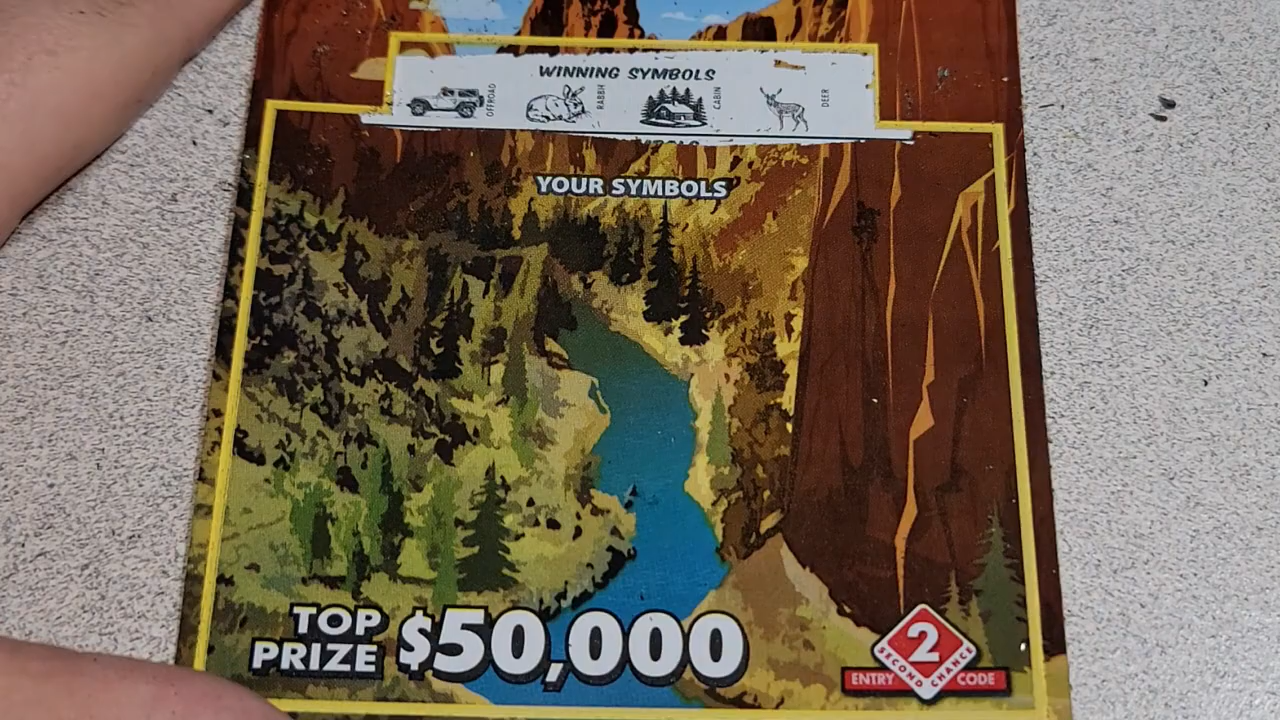 WINNING SYMBOLS
OFFROAD
RABBIT
CABIN
DEER
YOUR SYMBOLS
TOP
PRIZE $50,000
2
SECOND CHANCE
ENTRY CODE